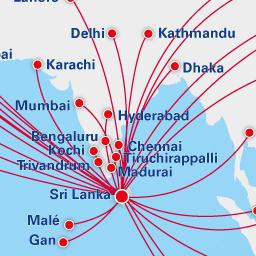 Lahore
Delhi
Kathmandu
Karachi
Dhaka
Mumbai
Hyderabad
Bengaluru
Chennai
Kochi
Tiruchirappalli
Trivandrum
Madurai
Sri Lanka
Malé
Gan